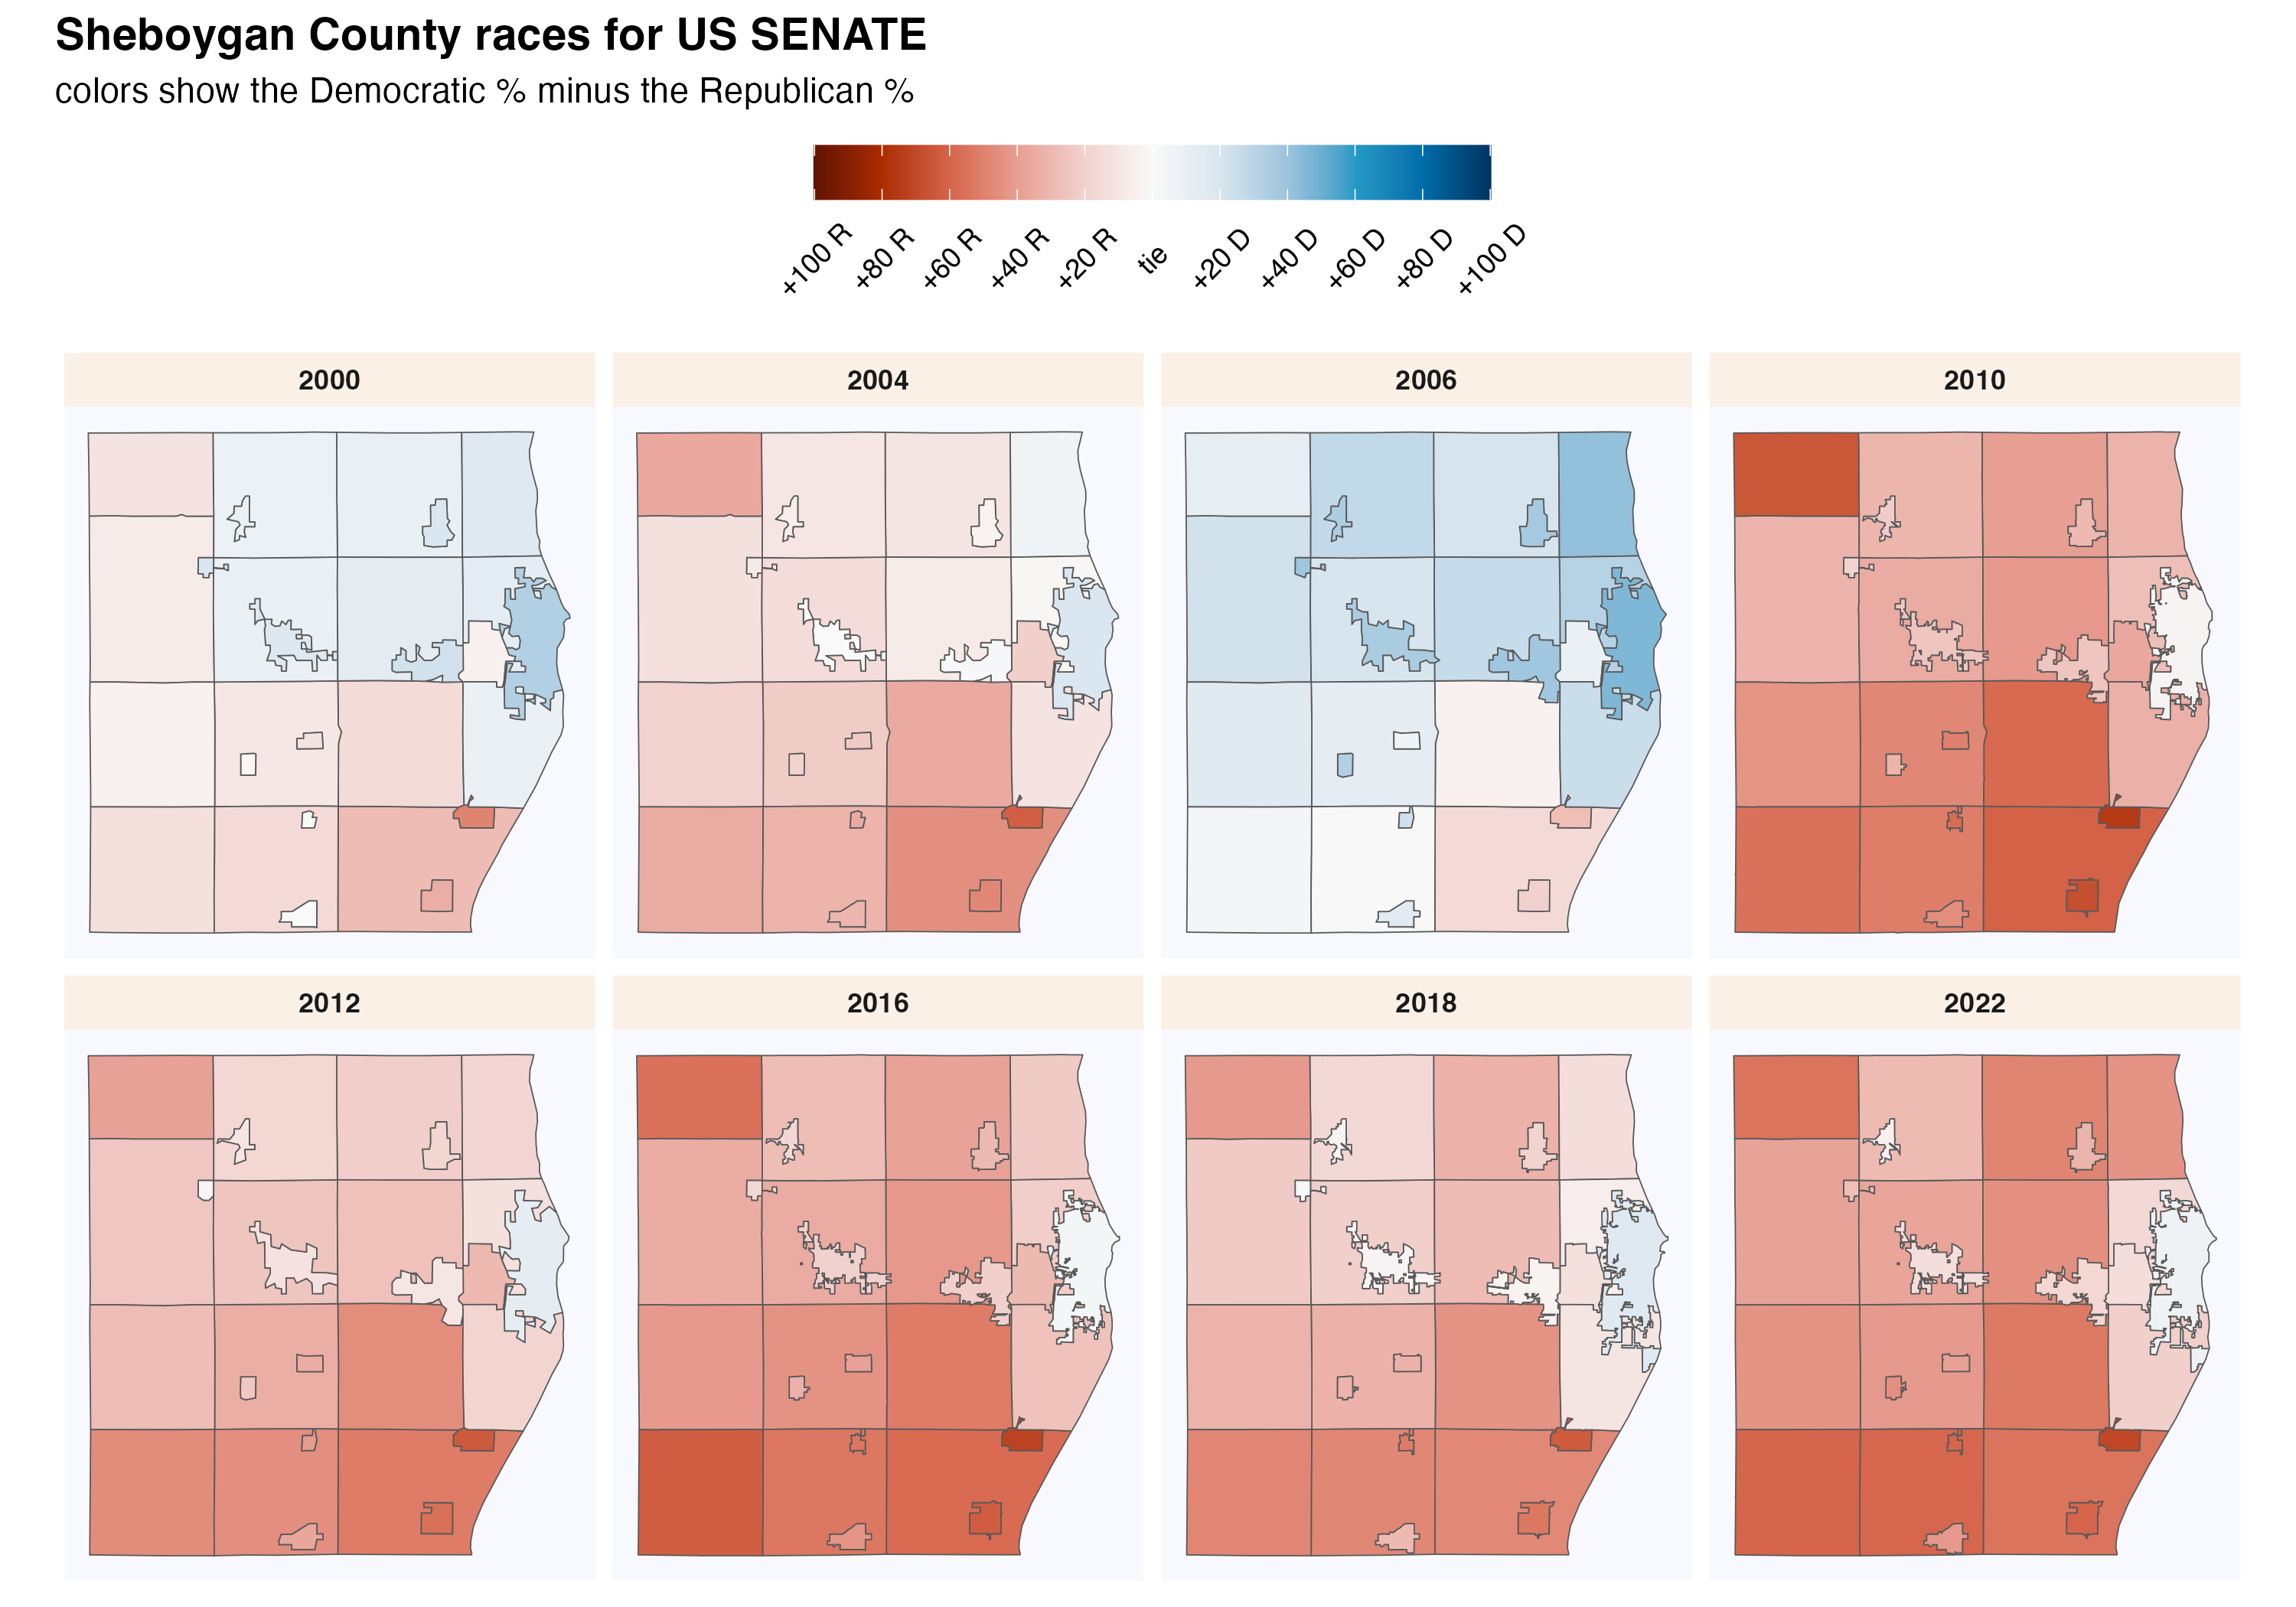 Sheboygan County races for US SENATE
colors show the Democratic % minus the Republican %
+100 R +80 R +60 R +40 R +20 R tie +20 D +40 D +60 D +80 D +100 D
2000 2004 2006 2010
2012 2016 2018 2022